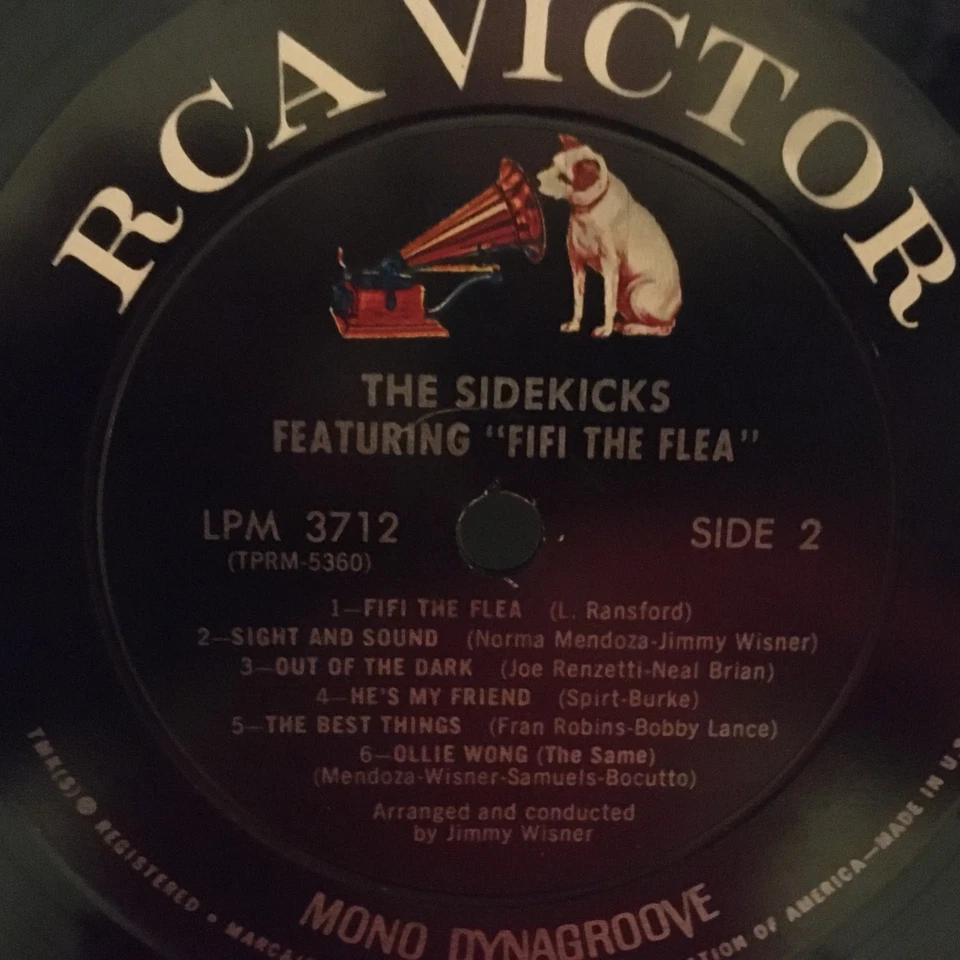 RCA VICTOR
THE SIDEKICKS
FEATURING "FIFI THE FLEA"
LPM 3712
SIDE 2
(TPRM-5360)
1—FIFI THE FLEA (L. Ransford)
2—SIGHT AND SOUND (Norma Mendoza-Jimmy Wisner)
3—OUT OF THE DARK (Joe Renzetti-Neal Brian)
4—HE'S MY FRIEND (Spirt-Burke)
5—THE BEST THINGS (Fran Robins-Bobby Lance)
6—OLLIE WONG (The Same)
(Mendoza-Wisner-Samuels-Bocutto)
Arranged and conducted
by Jimmy Wisner
MONO DYNAGROOVE
TMK(S) ® REGISTERED •
OF AMERICA—MADE IN U.S